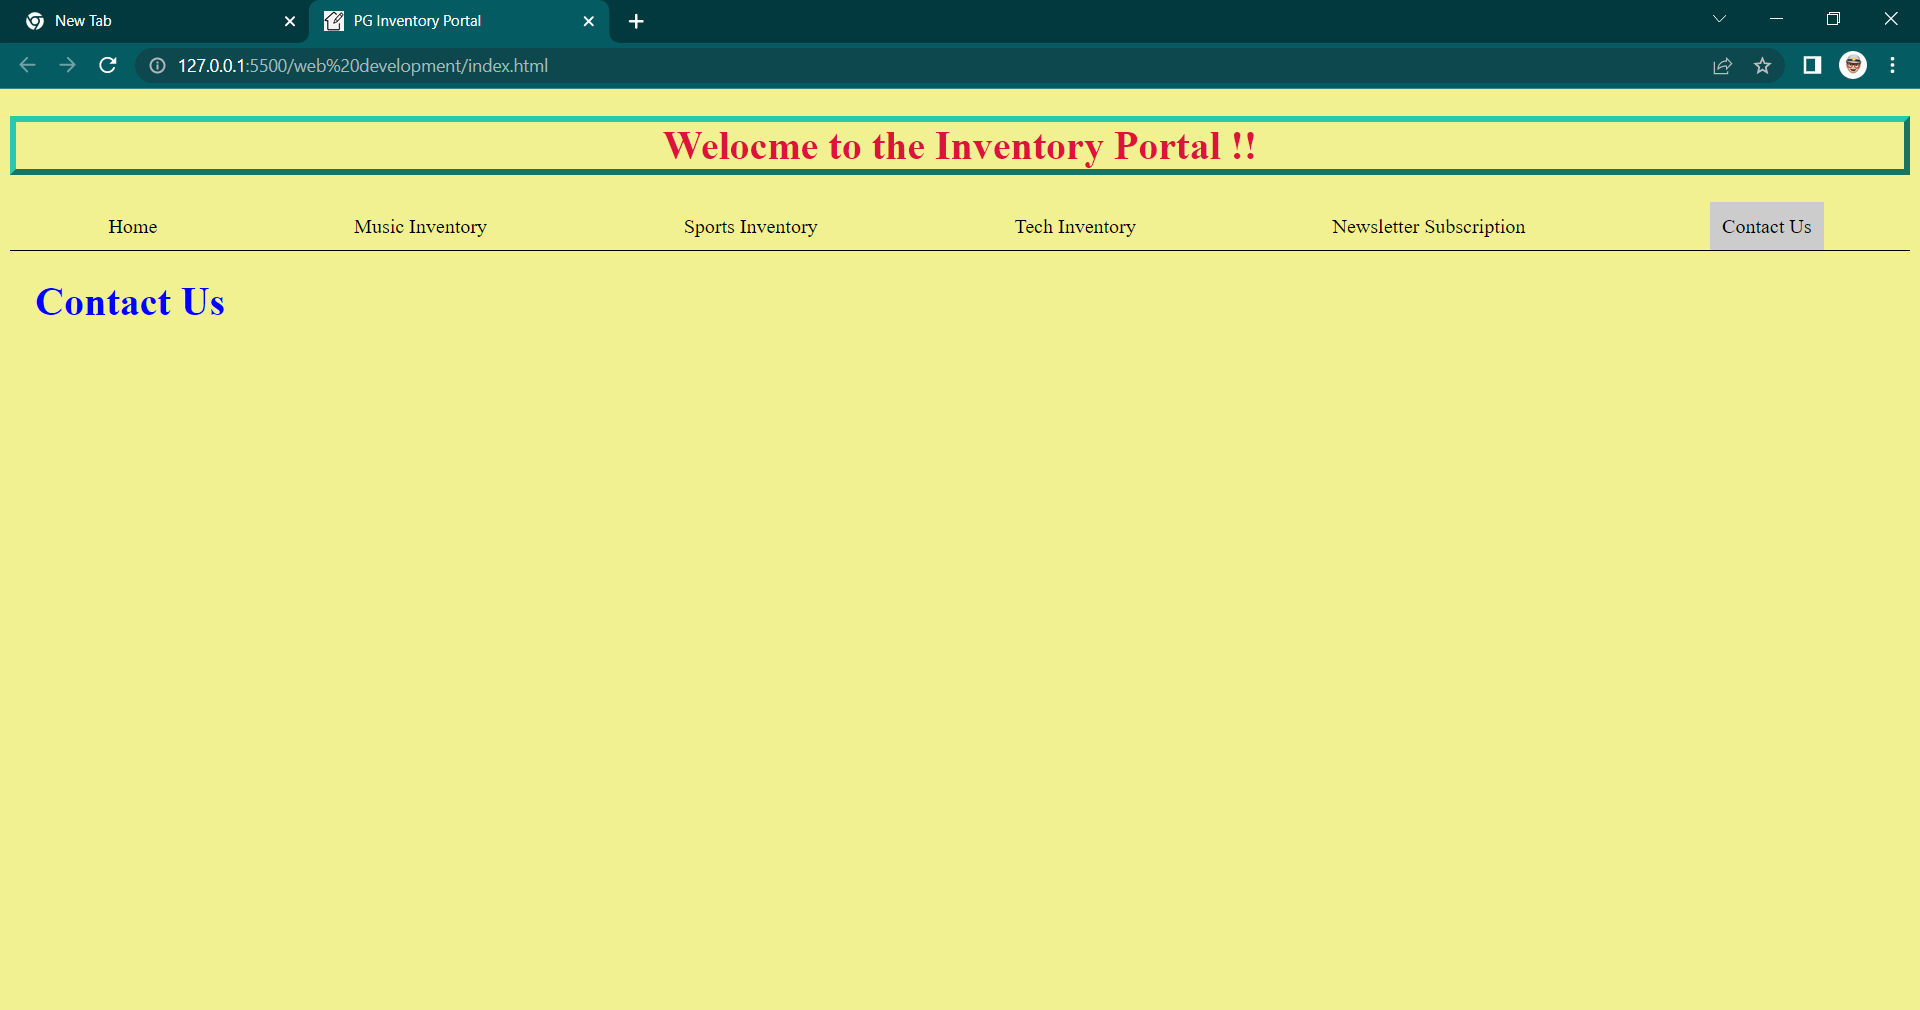 New Tab
PG Inventory Portal
127.0.0.1:5500/web%20development/index.html
Welocme to the Inventory Portal !!
Home
Music Inventory
Sports Inventory
Tech Inventory
Newsletter Subscription
Contact Us
Contact Us